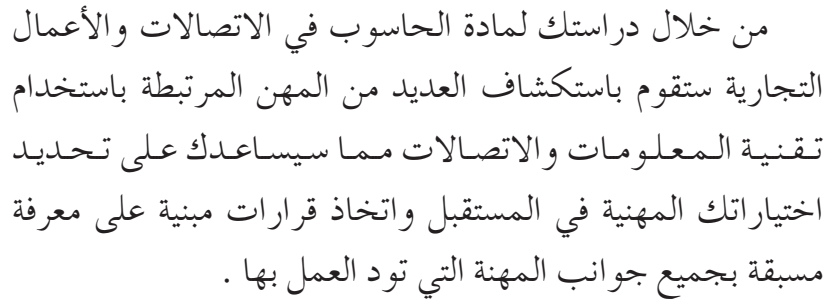 من خلال دراستك لمادة الحاسوب في الاتصالات والأعمال
التجارية ستقوم باستكشاف العديد من المهن المرتبطة باستخدام
تقنية المعلومات والاتصالات مما سيساعدك على تحديد
اختياراتك المهنية في المستقبل واتخاذ قرارات مبنية على معرفة
مسبقة بجميع جوانب المهنة التي تود العمل بها .